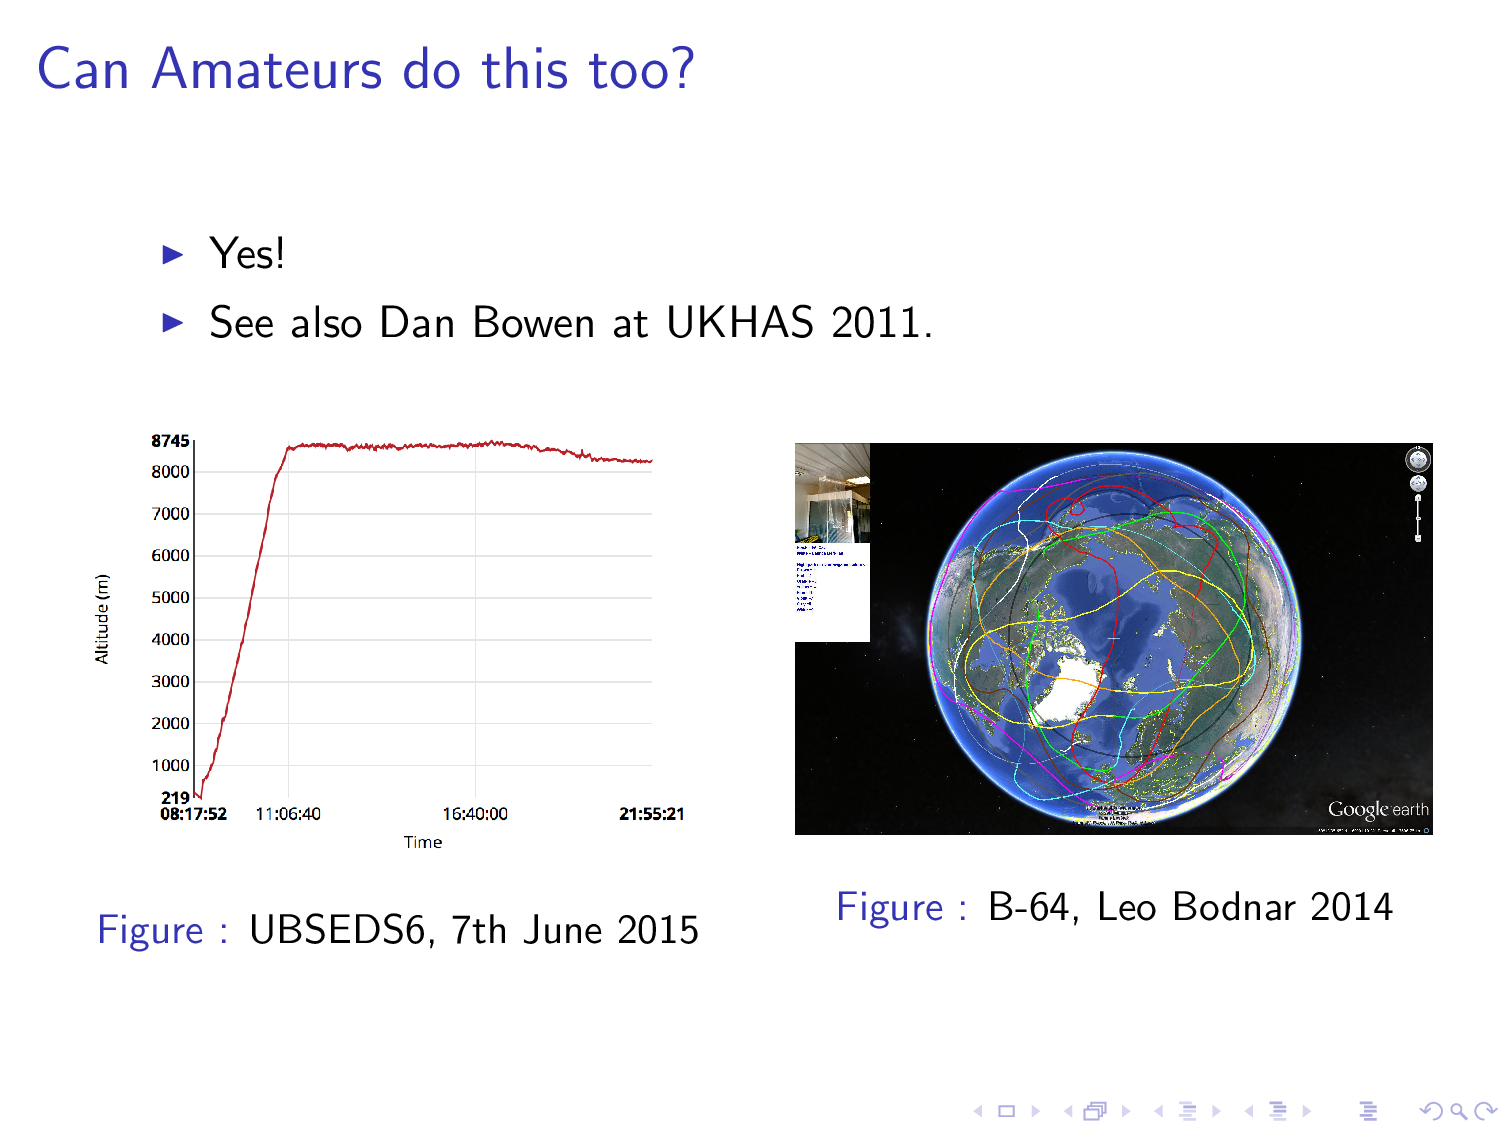 Can Amateurs do this too?
Yes!
See also Dan Bowen at UKHAS 2011.
8745
8000
7000
6000
5000
4000
3000
2000
1000
219
Altitude (m)
08:17:52 11:06:40 16:40:00 21:55:21
Time
Figure : UBSEDS6, 7th June 2015
Google earth
Figure : B-64, Leo Bodnar 2014